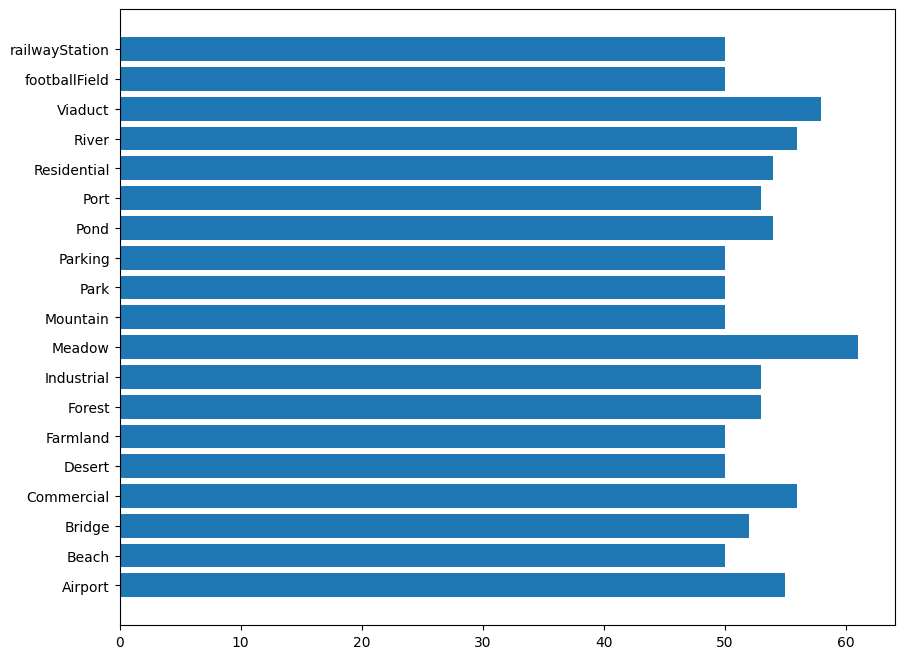 railwayStation
footballField
Viaduct
River
Residential
Port
Pond
Parking
Park
Mountain
Meadow
Industrial
Forest
Farmland
Desert
Commercial
Bridge
Beach
Airport
0 10 20 30 40 50 60